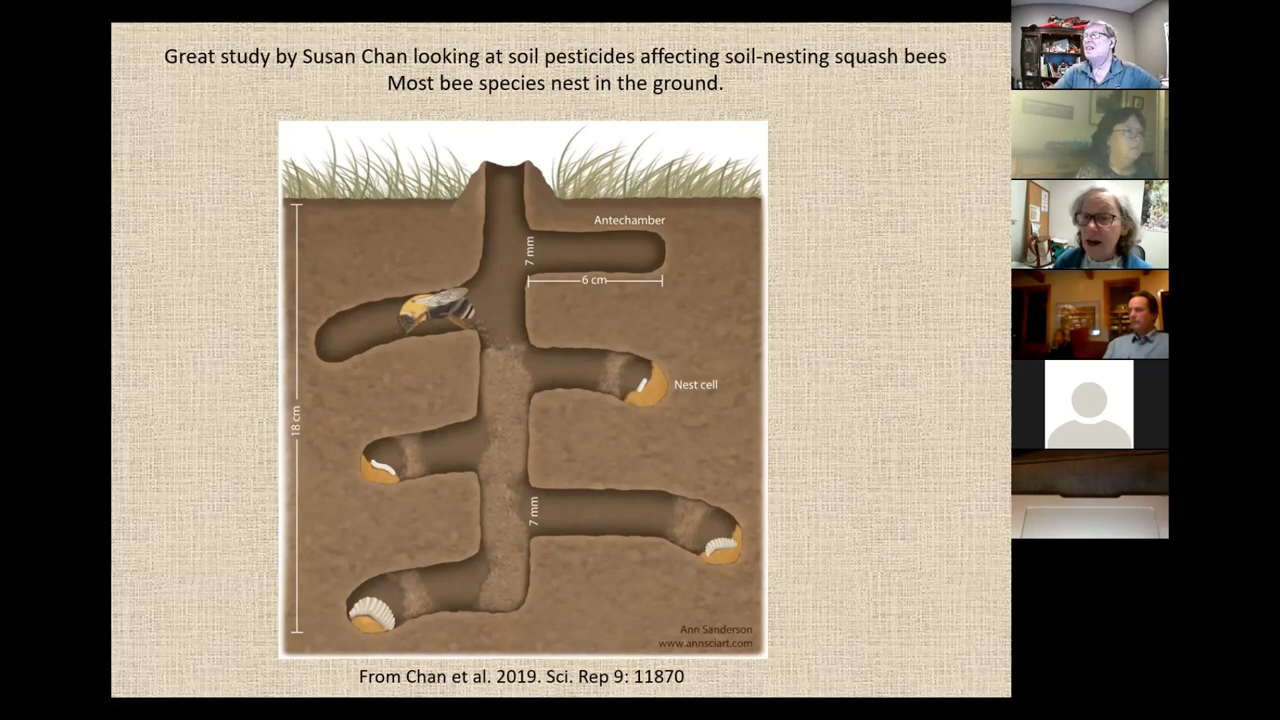 Great study by Susan Chan looking at soil pesticides affecting soil-nesting squash bees
Most bee species nest in the ground.
Antechamber
7 mm
6 cm
Nest cell
18 cm
7 mm
Ann Sanderson
www.annsciart.com
From Chan et al. 2019. Sci. Rep 9: 11870